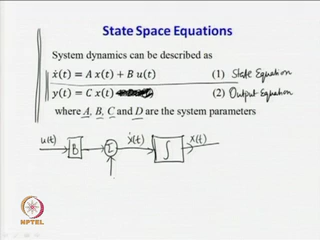 State Space Equations
System dynamics can be described as
ẋ(t) = A x(t) + B u(t) (1) State Equation
y(t) = C x(t) (2) Output Equation
where A, B, C and D are the system parameters
u(t) B Σ ẋ(t) ∫ x(t)
NPTEL